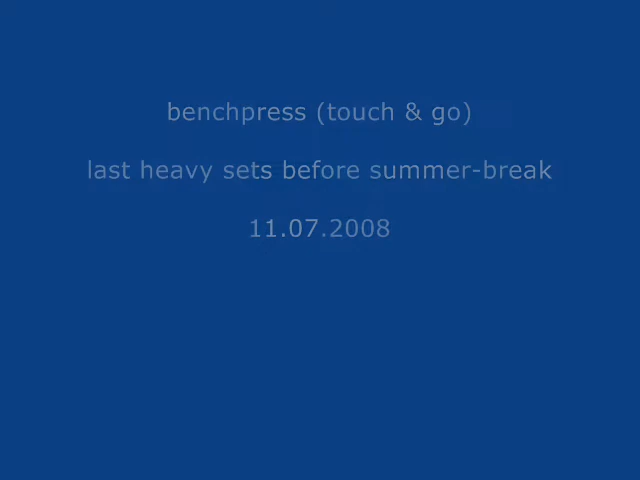 benchpress (touch & go)
last heavy sets before summer-break
11.07.2008